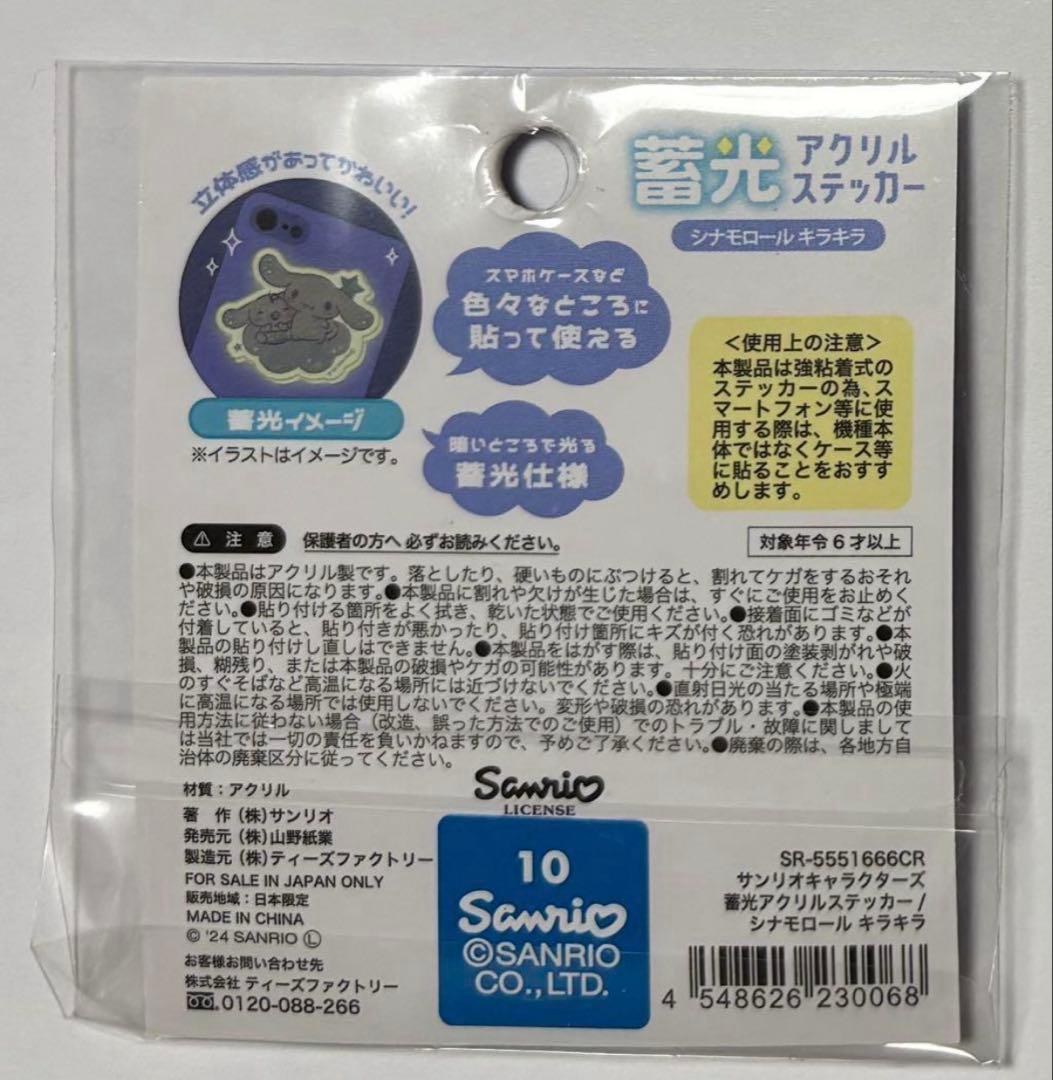 立体感があってかわいい!
蓄光イメージ
※イラストはイメージです。
蓄光
アクリル
ステッカー
シナモロール キラキラ
スマホケースなど
色々なところに
貼って使える
暗いところで光る
蓄光仕様
＜使用上の注意＞
本製品は強粘着式の
ステッカーの為、ス
マートフォン等に使
用する際は、機種本
体ではなくケース等
に貼ることをおすす
めします。
⚠ 注 意
保護者の方へ 必ずお読みください。
対象年令6才以上
●本製品はアクリル製です。落としたり、硬いものにぶつけると、割れてケガをするおそれ
や破損の原因になります。●本製品に割れや欠けが生じた場合は、すぐにご使用をお止めく
ださい。●貼り付ける箇所をよく拭き、乾いた状態でご使用ください。●接着面にゴミなどが
付着していると、貼り付きが悪かったり、貼り付け箇所にキズが付く恐れがあります。●本
製品の貼り付けし直しはできません。●本製品をはがす際は、貼り付け面の塗装剥がれや破
損、糊残り、または本製品の破損やケガの可能性があります。十分にご注意ください。●火
のすぐそばなど高温になる場所には近づけないでください。●直射日光の当たる場所や極端
に高温になる場所では使用しないでください。変形や破損の恐れがあります。●本製品の使
用方法に従わない場合（改造、誤った方法でのご使用）でのトラブル・故障に関しまして
は当社では一切の責任を負いかねますので、予めご了承ください。●廃棄の際は、各地方自
治体の廃棄区分に従ってください。
材質：アクリル
著　作 (株)サンリオ
発売元 (株)山野紙業
製造元 (株)ティーズファクトリー
FOR SALE IN JAPAN ONLY
販売地域：日本限定
MADE IN CHINA
© '24 SANRIO Ⓛ
お客様お問い合わせ先
株式会社 ティーズファクトリー
0120-088-266
Sanrio
LICENSE
10
Sanrio
©SANRIO
CO.,LTD.
SR-5551666CR
サンリオキャラクターズ
蓄光アクリルステッカー /
シナモロール キラキラ
4 548626 230068